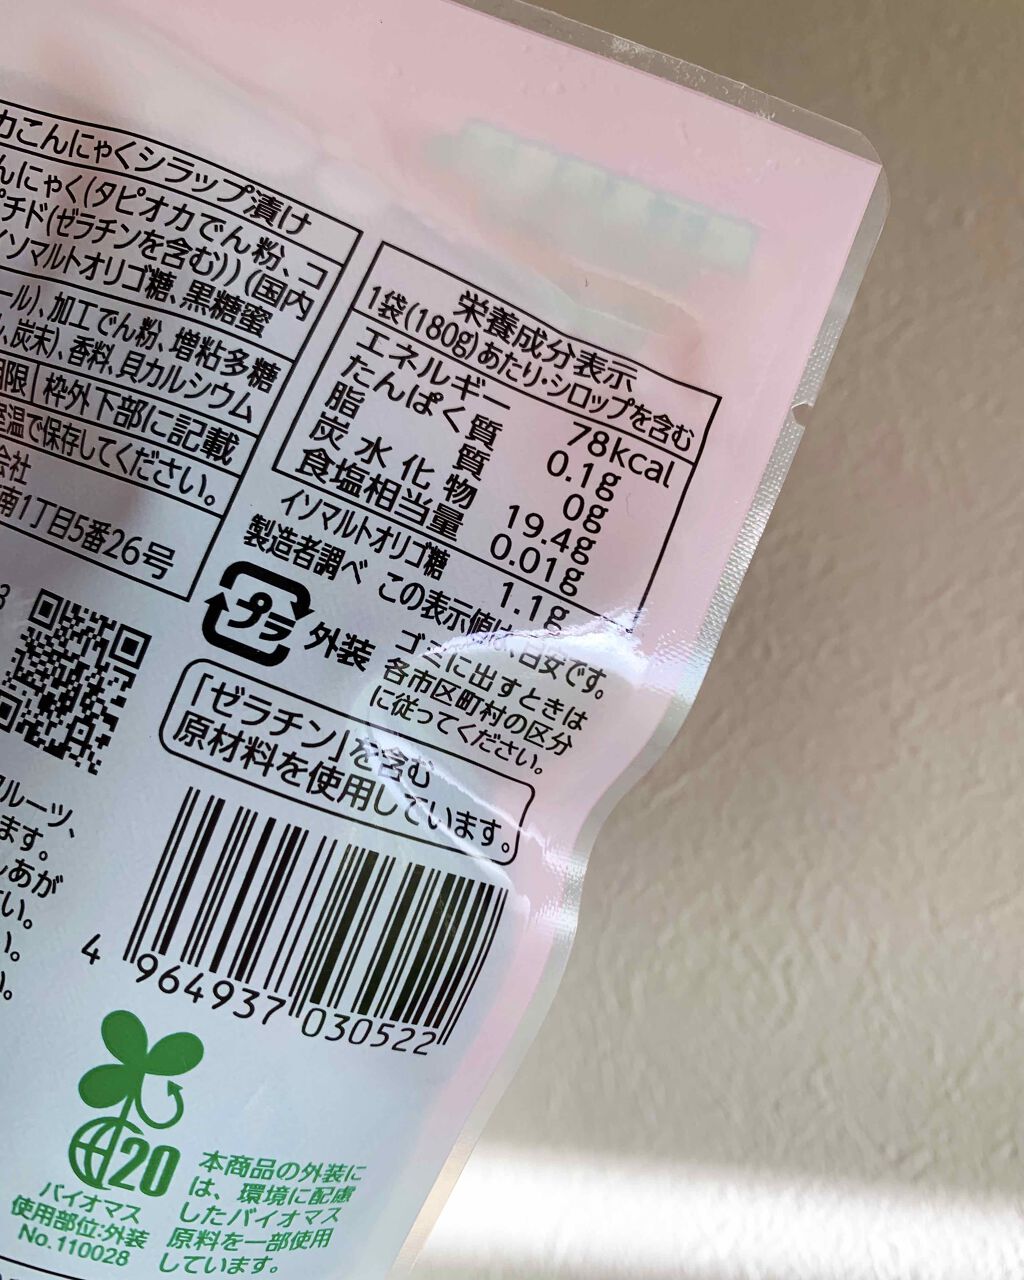 カこんにゃくシラップ漬け
んにゃく(タピオカでん粉、コ
プチド(ゼラチンを含む))(国内
イソマルトオリゴ糖、黒糖蜜
ール)、加工でん粉、増粘多糖
、炭末)、香料、貝カルシウム
期限 枠外下部に記載
室温で保存してください。
会社
南1丁目5番26号
栄養成分表示
1袋(180g)あたり・シロップを含む
エネルギー 78kcal
たんぱく質 0.1g
脂質 0g
炭水化物 19.4g
食塩相当量 0.01g
イソマルトオリゴ糖 1.1g
製造者調べ この表示値は、目安です。
プラ 外装
ゴミに出すときは
各市区町村の区分
に従ってください。
「ゼラチン」を含む
原材料を使用しています。
3
フルーツ、
ます。
しあが
い。
4 964937 030522
20
バイオマス
使用部位:外装
No.110028
本商品の外装に
は、環境に配慮
したバイオマス
原料を一部使用
しています。